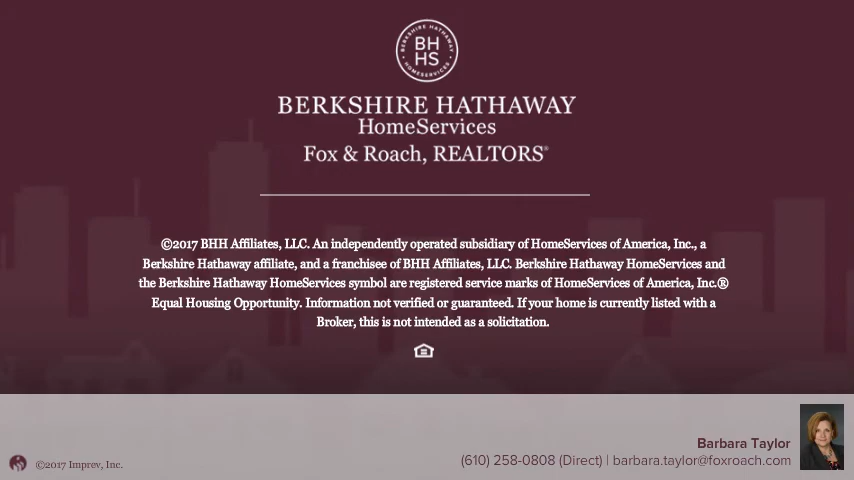 BERKSHIRE HATHAWAY
HOMESERVICES
BH
HS
BERKSHIRE HATHAWAY
HomeServices
Fox & Roach, REALTORS®
©2017 BHH Affiliates, LLC. An independently operated subsidiary of HomeServices of America, Inc., a
Berkshire Hathaway affiliate, and a franchisee of BHH Affiliates, LLC. Berkshire Hathaway HomeServices and
the Berkshire Hathaway HomeServices symbol are registered service marks of HomeServices of America, Inc.®
Equal Housing Opportunity. Information not verified or guaranteed. If your home is currently listed with a
Broker, this is not intended as a solicitation.
Barbara Taylor
(610) 258-0808 (Direct) | barbara.taylor@foxroach.com
©2017 Imprev, Inc.